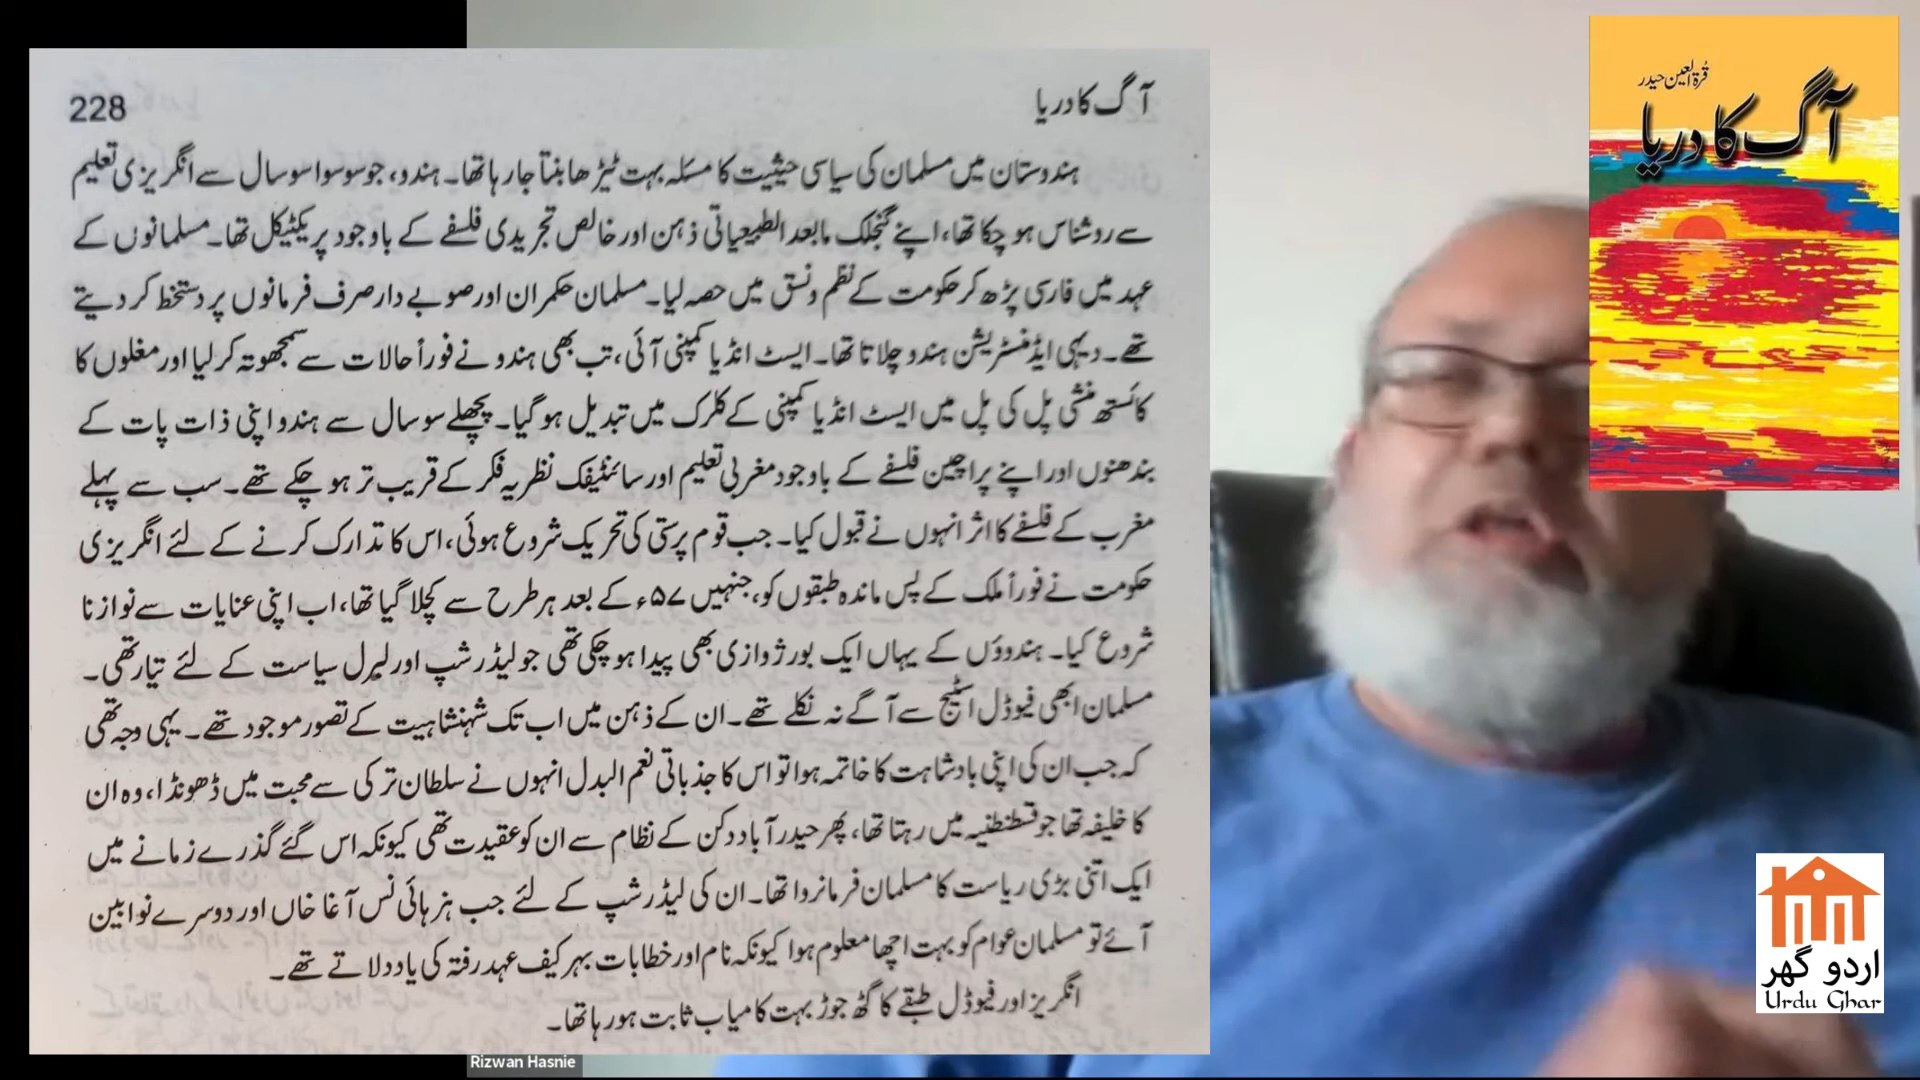 آگ کا دریا
228
ہندوستان میں مسلمان کی سیاسی حیثیت کا مسئلہ بہت ٹیڑھا بنتا جا رہا تھا۔ ہندو، جو سو سوا سو سال سے انگریزی تعلیم
سے روشناس ہو چکا تھا، اپنے گنجلک مابعد الطبیعیاتی ذہن اور خالص تجریدی فلسفے کے باوجود پریکٹیکل تھا۔ مسلمانوں کے
عہد میں فارسی پڑھ کر حکومت کے نظم و نسق میں حصہ لیا۔ مسلمان حکمران اور صوبے دار صرف فرمانوں پر دستخط کر دیتے
تھے۔ دیہی ایڈمنسٹریشن ہندو چلاتا تھا۔ ایسٹ انڈیا کمپنی آئی، تب بھی ہندو نے فوراً حالات سے سمجھوتہ کر لیا اور مغلوں کا
کائستھ منشی پل کی پل میں ایسٹ انڈیا کمپنی کے کلرک میں تبدیل ہو گیا۔ پچھلے سو سال سے ہندو اپنی ذات پات کے
بندھنوں اور اپنے پراچین فلسفے کے باوجود مغربی تعلیم اور سائنٹیفک نظریہ فکر کے قریب تر ہو چکے تھے۔ سب سے پہلے
مغرب کے فلسفے کا اثر انہوں نے قبول کیا۔ جب قوم پرستی کی تحریک شروع ہوئی، اس کا تدارک کرنے کے لئے انگریزی
حکومت نے فوراً ملک کے پس ماندہ طبقوں کو، جنہیں ۵۷ء کے بعد ہر طرح سے کچلا گیا تھا، اب اپنی عنایات سے نوازنا
شروع کیا۔ ہندوؤں کے یہاں ایک بورژوازی بھی پیدا ہو چکی تھی جو لیڈر شپ اور لبرل سیاست کے لئے تیار تھی۔
مسلمان ابھی فیوڈل اسٹیج سے آگے نہ نکلے تھے۔ ان کے ذہن میں اب تک شہنشاہیت کے تصور موجود تھے۔ یہی وجہ تھی
کہ جب ان کی اپنی بادشاہت کا خاتمہ ہوا تو اس کا جذباتی نعم البدل انہوں نے سلطان ترکی سے محبت میں ڈھونڈا، وہ ان
کا خلیفہ تھا جو قسطنطنیہ میں رہتا تھا، پھر حیدر آباد دکن کے نظام سے ان کو عقیدت تھی کیونکہ اس گئے گذرے زمانے میں
ایک اتنی بڑی ریاست کا مسلمان فرمانروا تھا۔ ان کی لیڈر شپ کے لئے جب ہز ہائی نس آغا خاں اور دوسرے نوابین
آئے تو مسلمان عوام کو بہت اچھا معلوم ہوا کیونکہ نام اور خطابات بہر کیف عہد رفتہ کی یاد دلاتے تھے۔
انگریز اور فیوڈل طبقے کا گٹھ جوڑ بہت کامیاب ثابت ہو رہا تھا۔
Rizwan Hasnie
قرۃ العین حیدر
آگ کا دریا
اردو گھر
Urdu Ghar